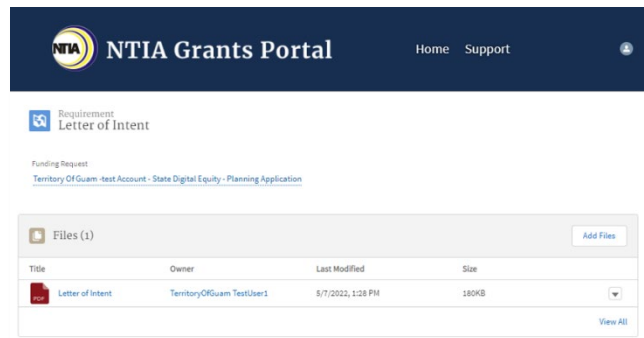 NTIA NTIA Grants Portal Home Support
Requirement
Letter of Intent
Funding Request
Territory Of Guam -test Account - State Digital Equity - Planning Application
Files (1) Add Files
Title Owner Last Modified Size
PDF Letter of Intent TerritoryOfGuam TestUser1 5/7/2022, 1:28 PM 180KB
View All